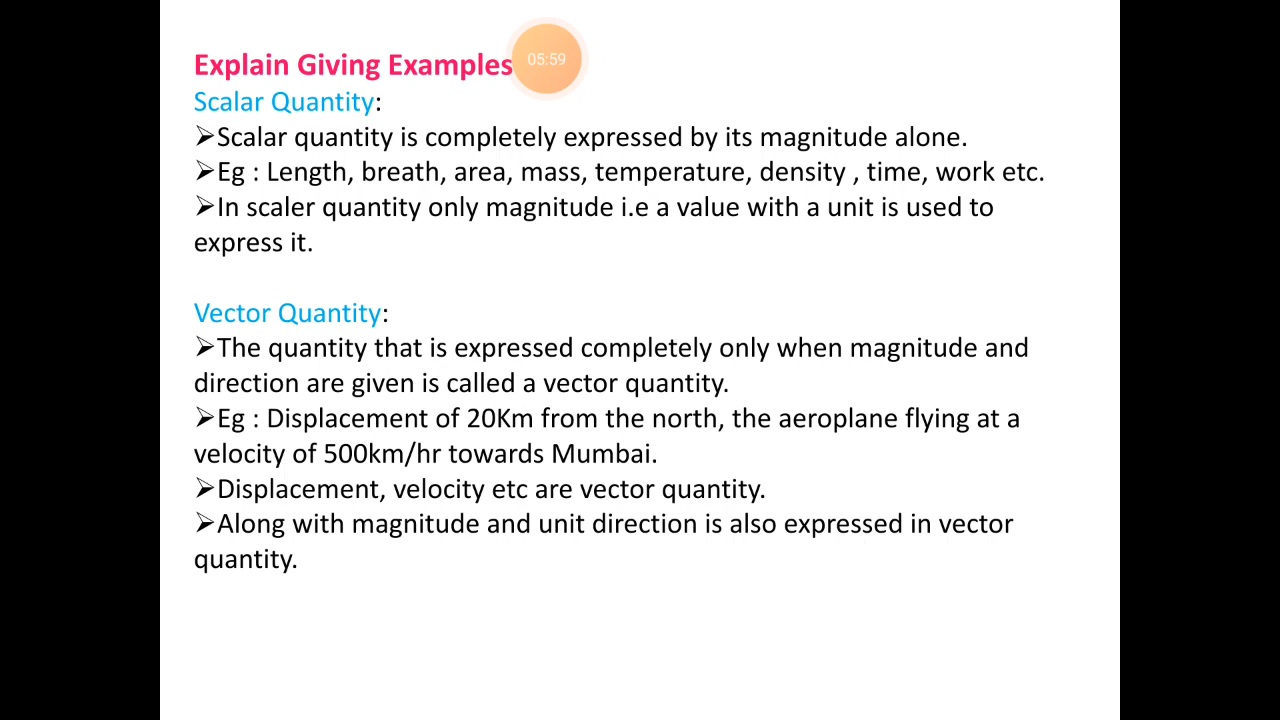 Explain Giving Examples
05:59
Scalar Quantity:
➢Scalar quantity is completely expressed by its magnitude alone.
➢Eg : Length, breath, area, mass, temperature, density , time, work etc.
➢In scaler quantity only magnitude i.e a value with a unit is used to
express it.
Vector Quantity:
➢The quantity that is expressed completely only when magnitude and
direction are given is called a vector quantity.
➢Eg : Displacement of 20Km from the north, the aeroplane flying at a
velocity of 500km/hr towards Mumbai.
➢Displacement, velocity etc are vector quantity.
➢Along with magnitude and unit direction is also expressed in vector
quantity.